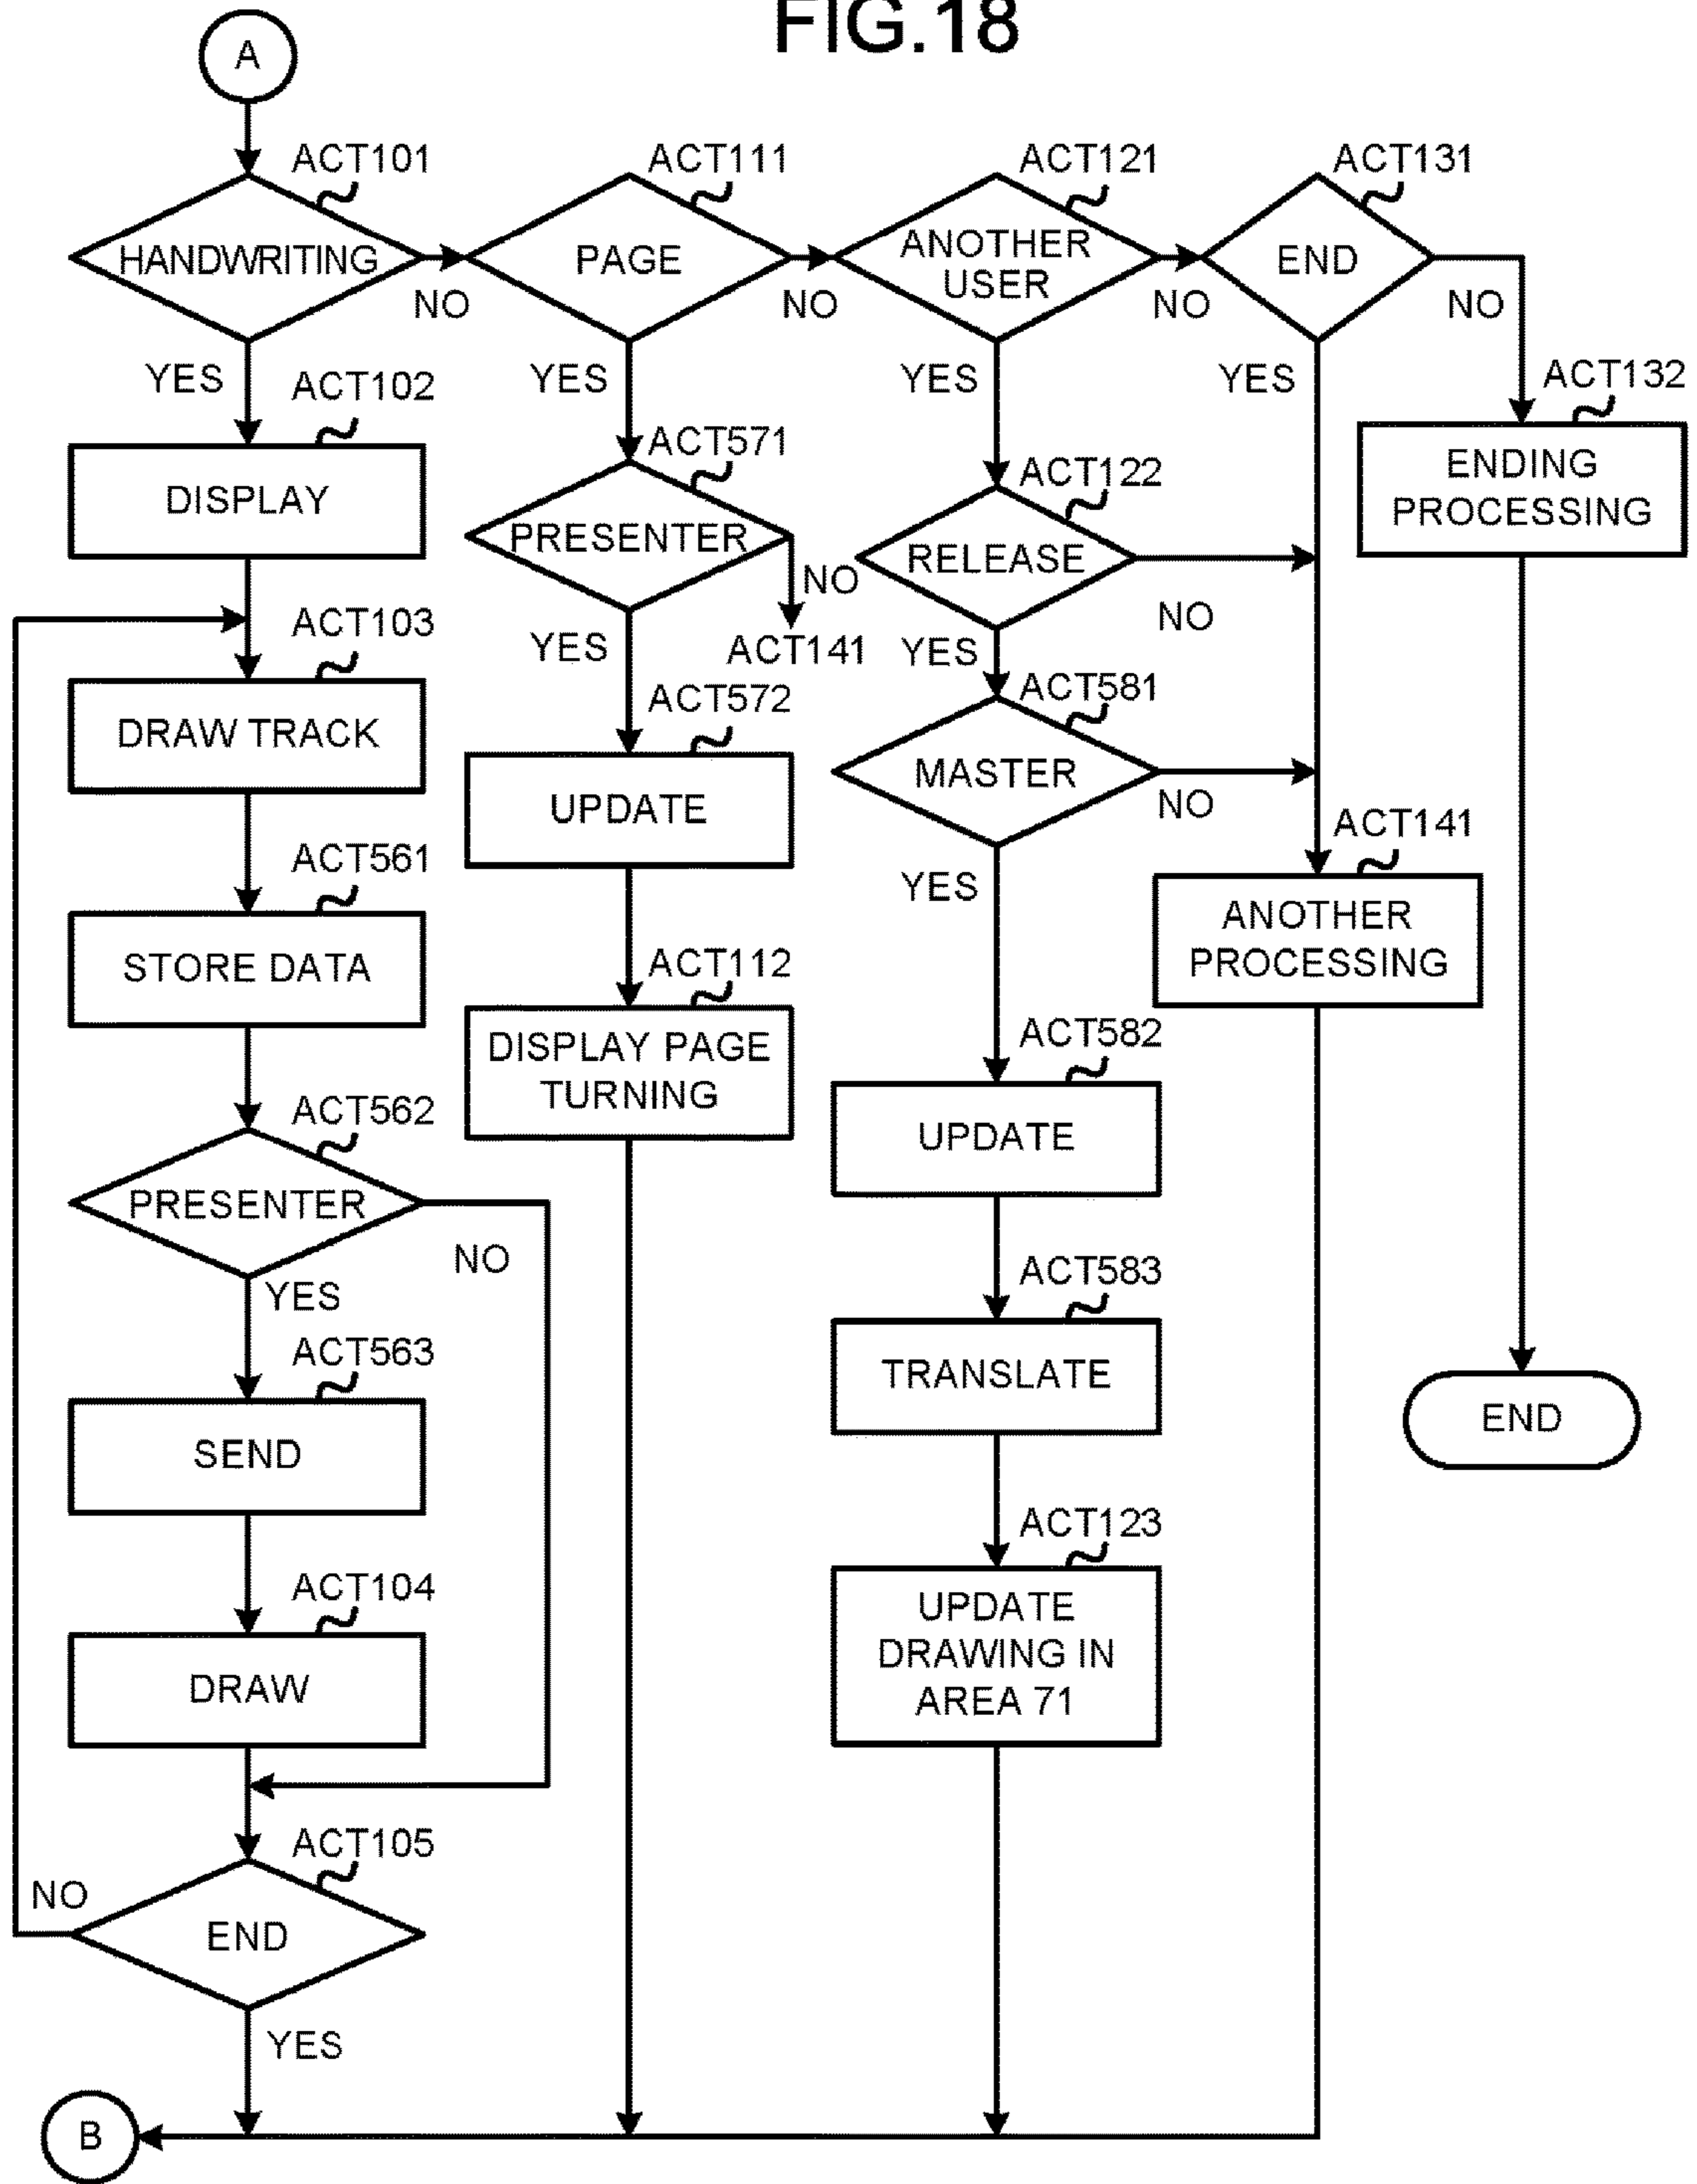 FIG.18
A
ACT101
HANDWRITING
NO
YES
ACT102
DISPLAY
ACT103
DRAW TRACK
ACT561
STORE DATA
ACT562
PRESENTER
NO
YES
ACT563
SEND
ACT104
DRAW
ACT105
NO
END
YES
B
ACT111
PAGE
NO
YES
ACT571
PRESENTER
NO
ACT141
YES
ACT572
UPDATE
ACT112
DISPLAY PAGE
TURNING
ACT121
ANOTHER
USER
NO
YES
ACT122
RELEASE
NO
YES
ACT581
MASTER
NO
YES
ACT582
UPDATE
ACT583
TRANSLATE
ACT123
UPDATE
DRAWING IN
AREA 71
ACT131
END
NO
YES
ACT141
ANOTHER
PROCESSING
ACT132
ENDING
PROCESSING
END